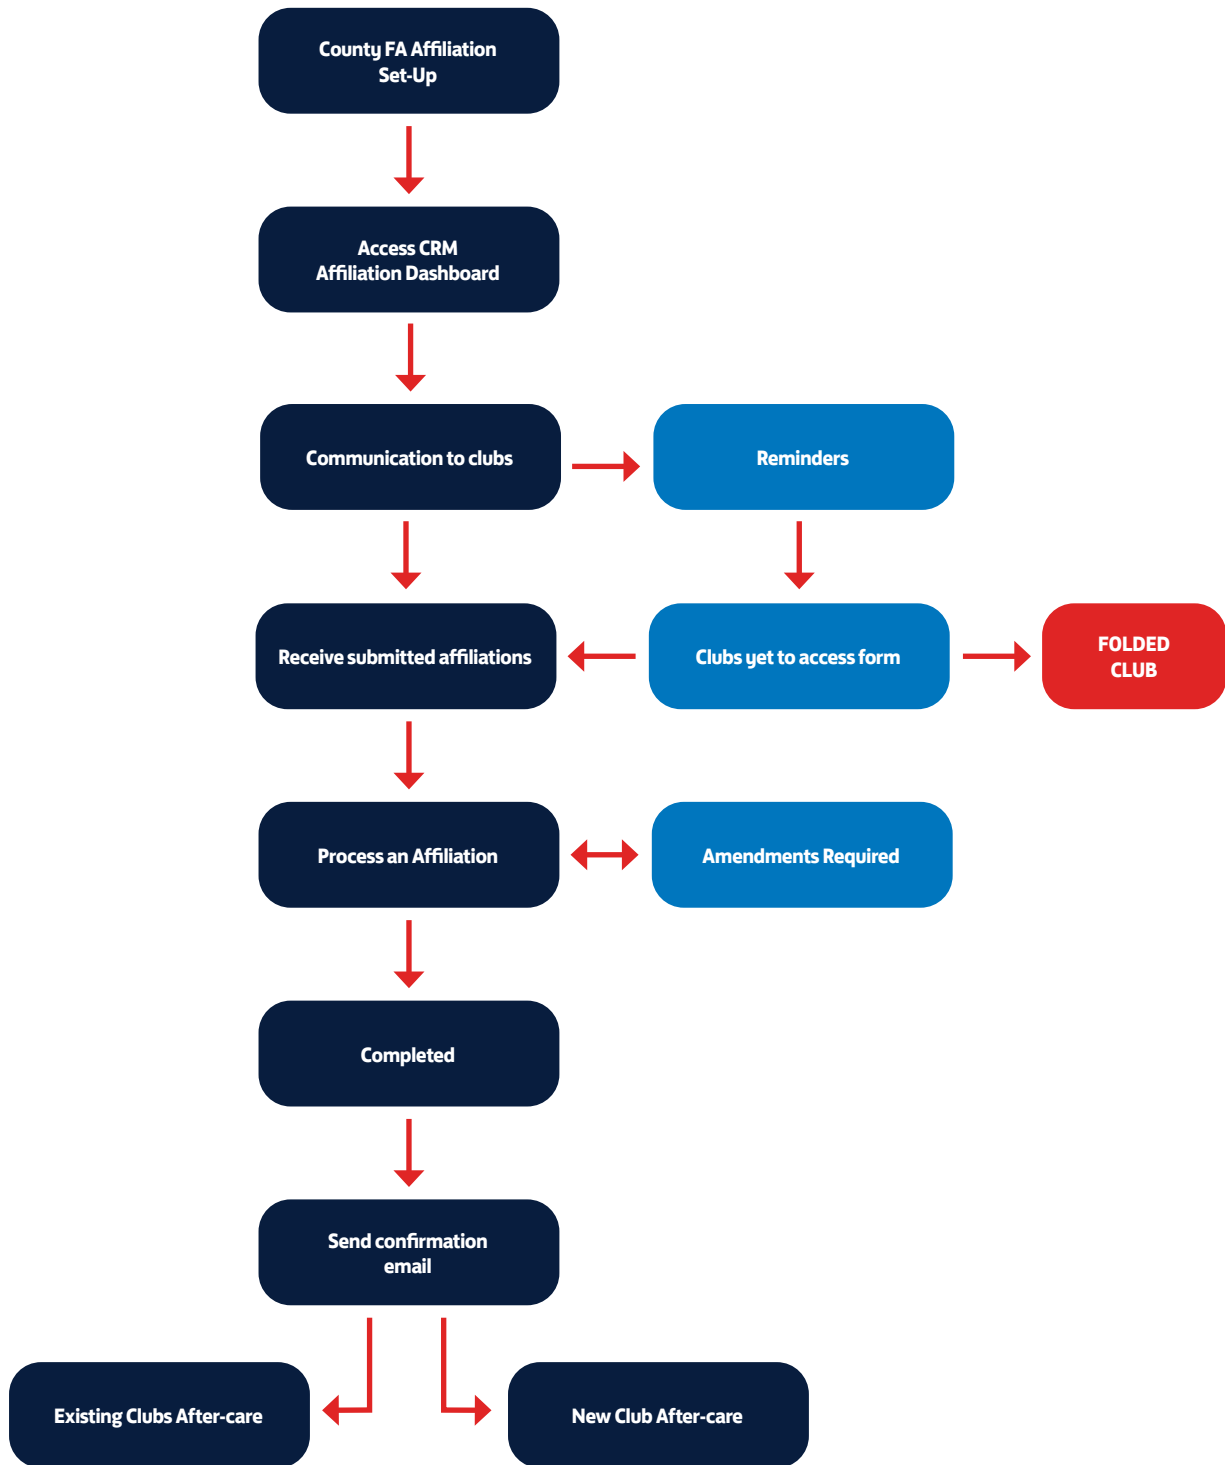 County FA Affiliation
Set-Up
Access CRM
Affiliation Dashboard
Communication to clubs
Reminders
Receive submitted affiliations
Clubs yet to access form
FOLDED
CLUB
Process an Affiliation
Amendments Required
Completed
Send confirmation
email
Existing Clubs After-care
New Club After-care